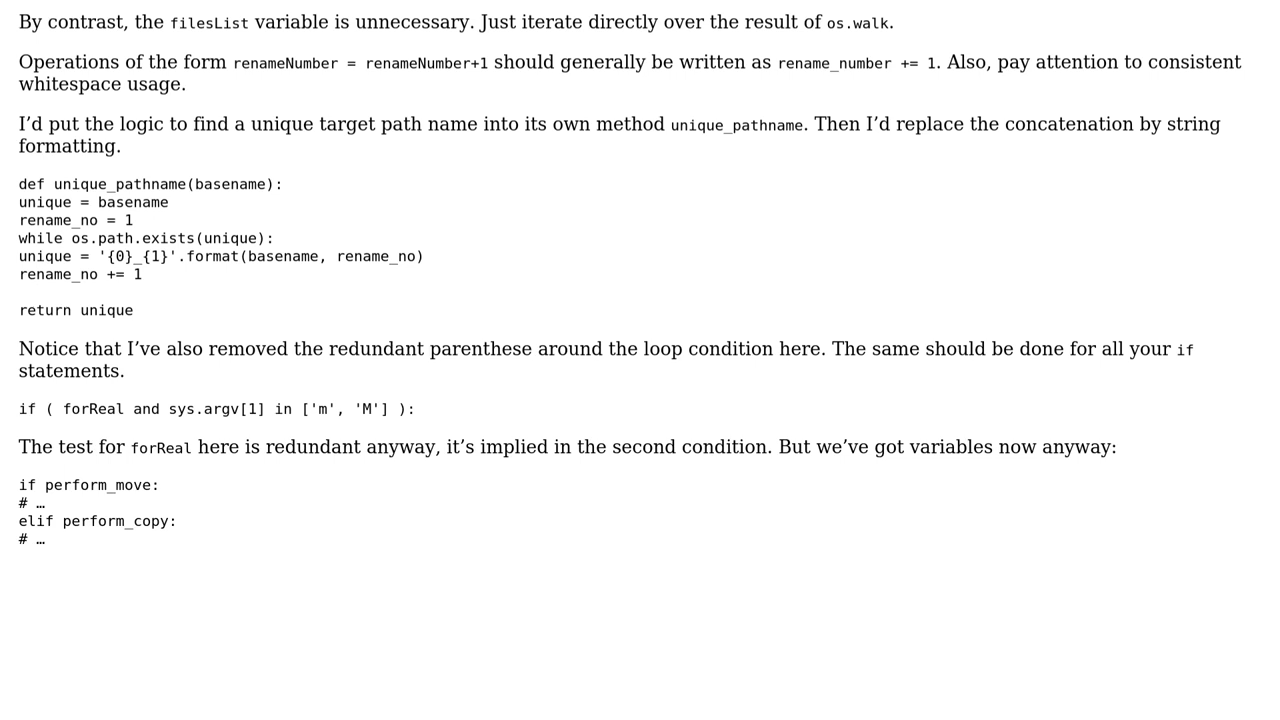 By contrast, the filesList variable is unnecessary. Just iterate directly over the result of os.walk.
Operations of the form renameNumber = renameNumber+1 should generally be written as rename_number += 1. Also, pay attention to consistent
whitespace usage.
I’d put the logic to find a unique target path name into its own method unique_pathname. Then I’d replace the concatenation by string
formatting.
def unique_pathname(basename):
unique = basename
rename_no = 1
while os.path.exists(unique):
unique = '{0}_{1}'.format(basename, rename_no)
rename_no += 1
return unique
Notice that I’ve also removed the redundant parenthese around the loop condition here. The same should be done for all your if
statements.
if ( forReal and sys.argv[1] in ['m', 'M'] ):
The test for forReal here is redundant anyway, it’s implied in the second condition. But we’ve got variables now anyway:
if perform_move:
# …
elif perform_copy:
# …